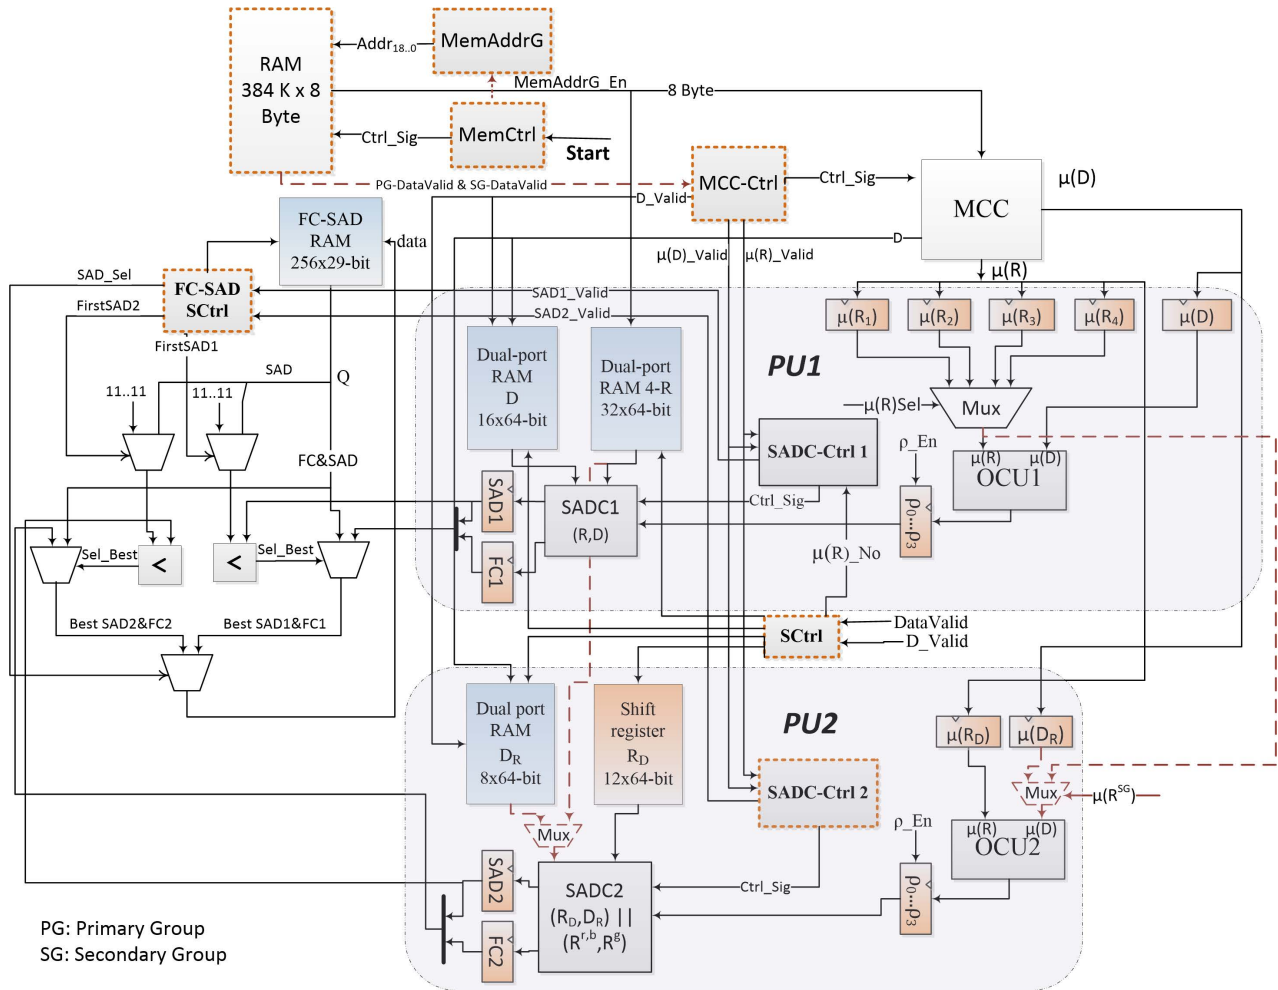 RAM
384 K x 8
Byte
Addr18..0
MemAddrG
MemAddrG_En
8 Byte
Ctrl_Sig
MemCtrl
Start
PG-DataValid & SG-DataValid
D_Valid
MCC-Ctrl
Ctrl_Sig
MCC
μ(D)
FC-SAD
RAM
256x29-bit
data
D
μ(D)_Valid
μ(R)_Valid
μ(R)
SAD_Sel
FC-SAD
SCtrl
FirstSAD2
FirstSAD1
SAD1_Valid
SAD2_Valid
μ(R1)
μ(R2)
μ(R3)
μ(R4)
μ(D)
SAD
Q
11..11
11..11
Dual-port
RAM
D
16x64-bit
Dual-port
RAM 4-R
32x64-bit
PU1
μ(R)Sel
Mux
SADC-Ctrl 1
ρ_En
μ(R)
μ(D)
OCU1
FC&SAD
SAD1
SADC1
(R,D)
Ctrl_Sig
ρ0...ρ3
FC1
μ(R)_No
Sel_Best
<
<
Sel_Best
Best SAD2&FC2
Best SAD1&FC1
SCtrl
DataValid
D_Valid
Dual port
RAM
DR
8x64-bit
Shift
register
RD
12x64-bit
PU2
μ(RD)
μ(DR)
SADC-Ctrl 2
Mux
μ(RSG)
Mux
ρ_En
μ(R)
μ(D)
OCU2
SAD2
SADC2
(RD,DR) ||
(Rr,b,Rg)
Ctrl_Sig
ρ0...ρ3
FC2
PG: Primary Group
SG: Secondary Group